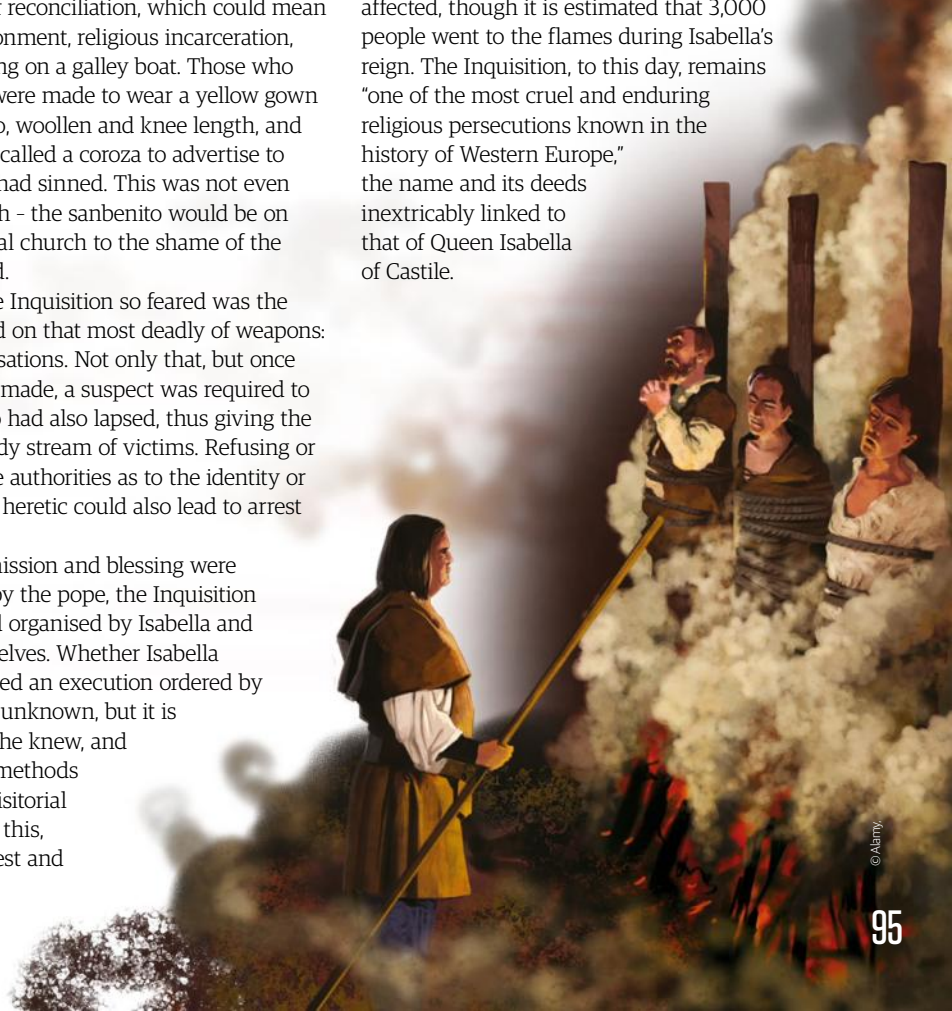 f reconciliation, which could mean
onment, religious incarceration,
ng on a galley boat. Those who
were made to wear a yellow gown
o, woollen and knee length, and
called a coroza to advertise to
had sinned. This was not even
h - the sanbenito would be on
al church to the shame of the
d.
e Inquisition so feared was the
d on that most deadly of weapons:
sations. Not only that, but once
made, a suspect was required to
o had also lapsed, thus giving the
dy stream of victims. Refusing or
e authorities as to the identity or
heretic could also lead to arrest
ission and blessing were
by the pope, the Inquisition
d organised by Isabella and
elves. Whether Isabella
ed an execution ordered by
unknown, but it is
he knew, and
methods
isitorial
this,
est and
affected, though it is estimated that 3,000
people went to the flames during Isabella's
reign. The Inquisition, to this day, remains
“one of the most cruel and enduring
religious persecutions known in the
history of Western Europe,”
the name and its deeds
inextricably linked to
that of Queen Isabella
of Castile.
© Alamy.
95